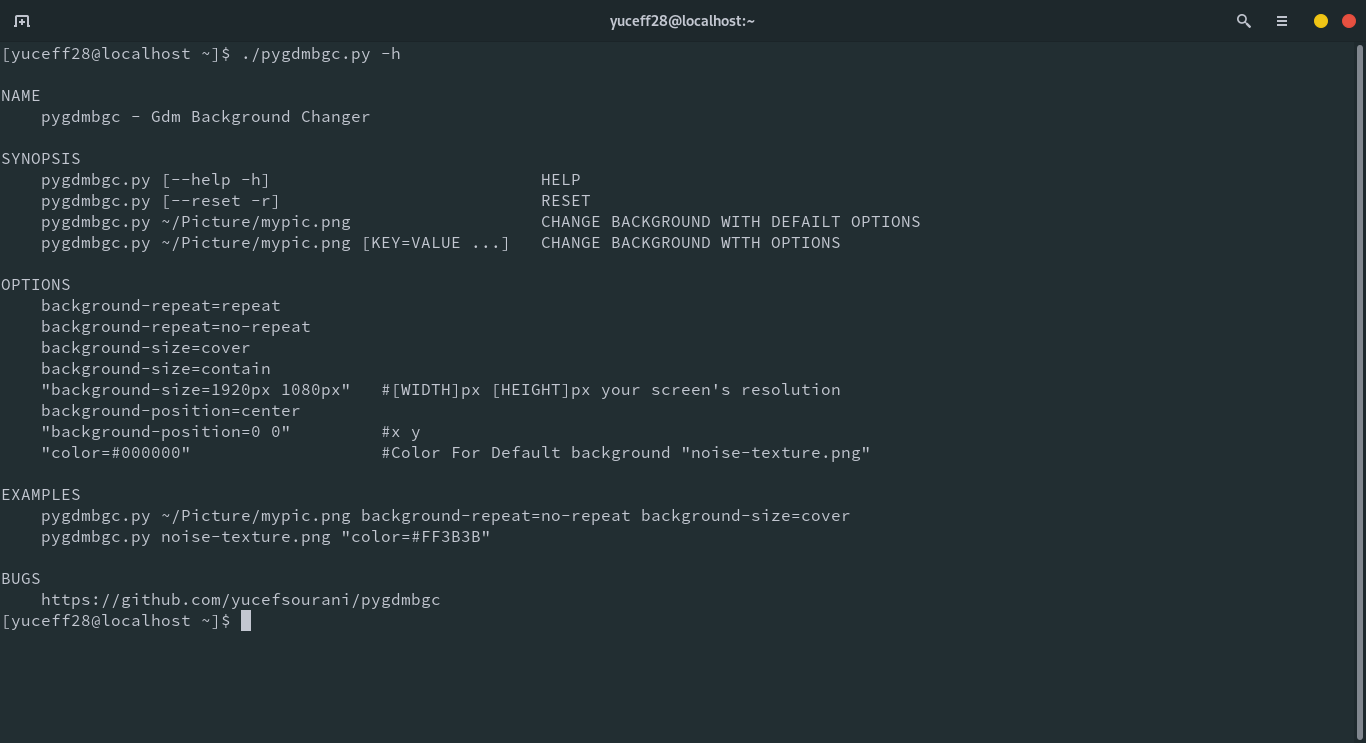 yuceff28@localhost:~
[yuceff28@localhost ~]$ ./pygdmbgc.py -h
NAME
pygdmbgc - Gdm Background Changer
SYNOPSIS
pygdmbgc.py [--help -h] HELP
pygdmbgc.py [--reset -r] RESET
pygdmbgc.py ~/Picture/mypic.png CHANGE BACKGROUND WITH DEFAILT OPTIONS
pygdmbgc.py ~/Picture/mypic.png [KEY=VALUE ...] CHANGE BACKGROUND WTTH OPTIONS
OPTIONS
background-repeat=repeat
background-repeat=no-repeat
background-size=cover
background-size=contain
"background-size=1920px 1080px" #[WIDTH]px [HEIGHT]px your screen's resolution
background-position=center
"background-position=0 0" #x y
"color=#000000" #Color For Default background "noise-texture.png"
EXAMPLES
pygdmbgc.py ~/Picture/mypic.png background-repeat=no-repeat background-size=cover
pygdmbgc.py noise-texture.png "color=#FF3B3B"
BUGS
https://github.com/yucefsourani/pygdmbgc
[yuceff28@localhost ~]$